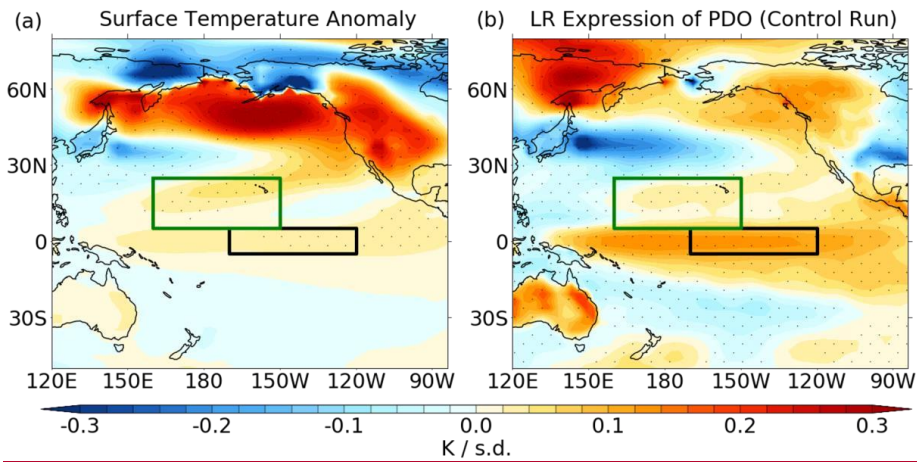 (a) Surface Temperature Anomaly
(b) LR Expression of PDO (Control Run)
60N
30N
0
30S
120E 150E 180 150W 120W 90W
60N
30N
0
30S
120E 150E 180 150W 120W 90W
-0.3 -0.2 -0.1 0.0 0.1 0.2 0.3
K / s.d.